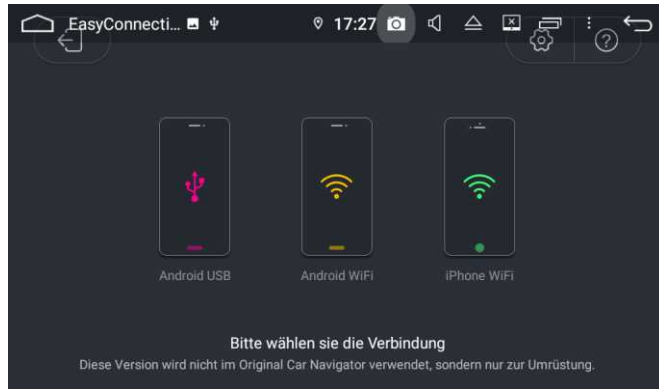 EasyConnecti... 17:27
?
Android USB Android WiFi iPhone WiFi
Bitte wählen sie die Verbindung
Diese Version wird nicht im Original Car Navigator verwendet, sondern nur zur Umrüstung.